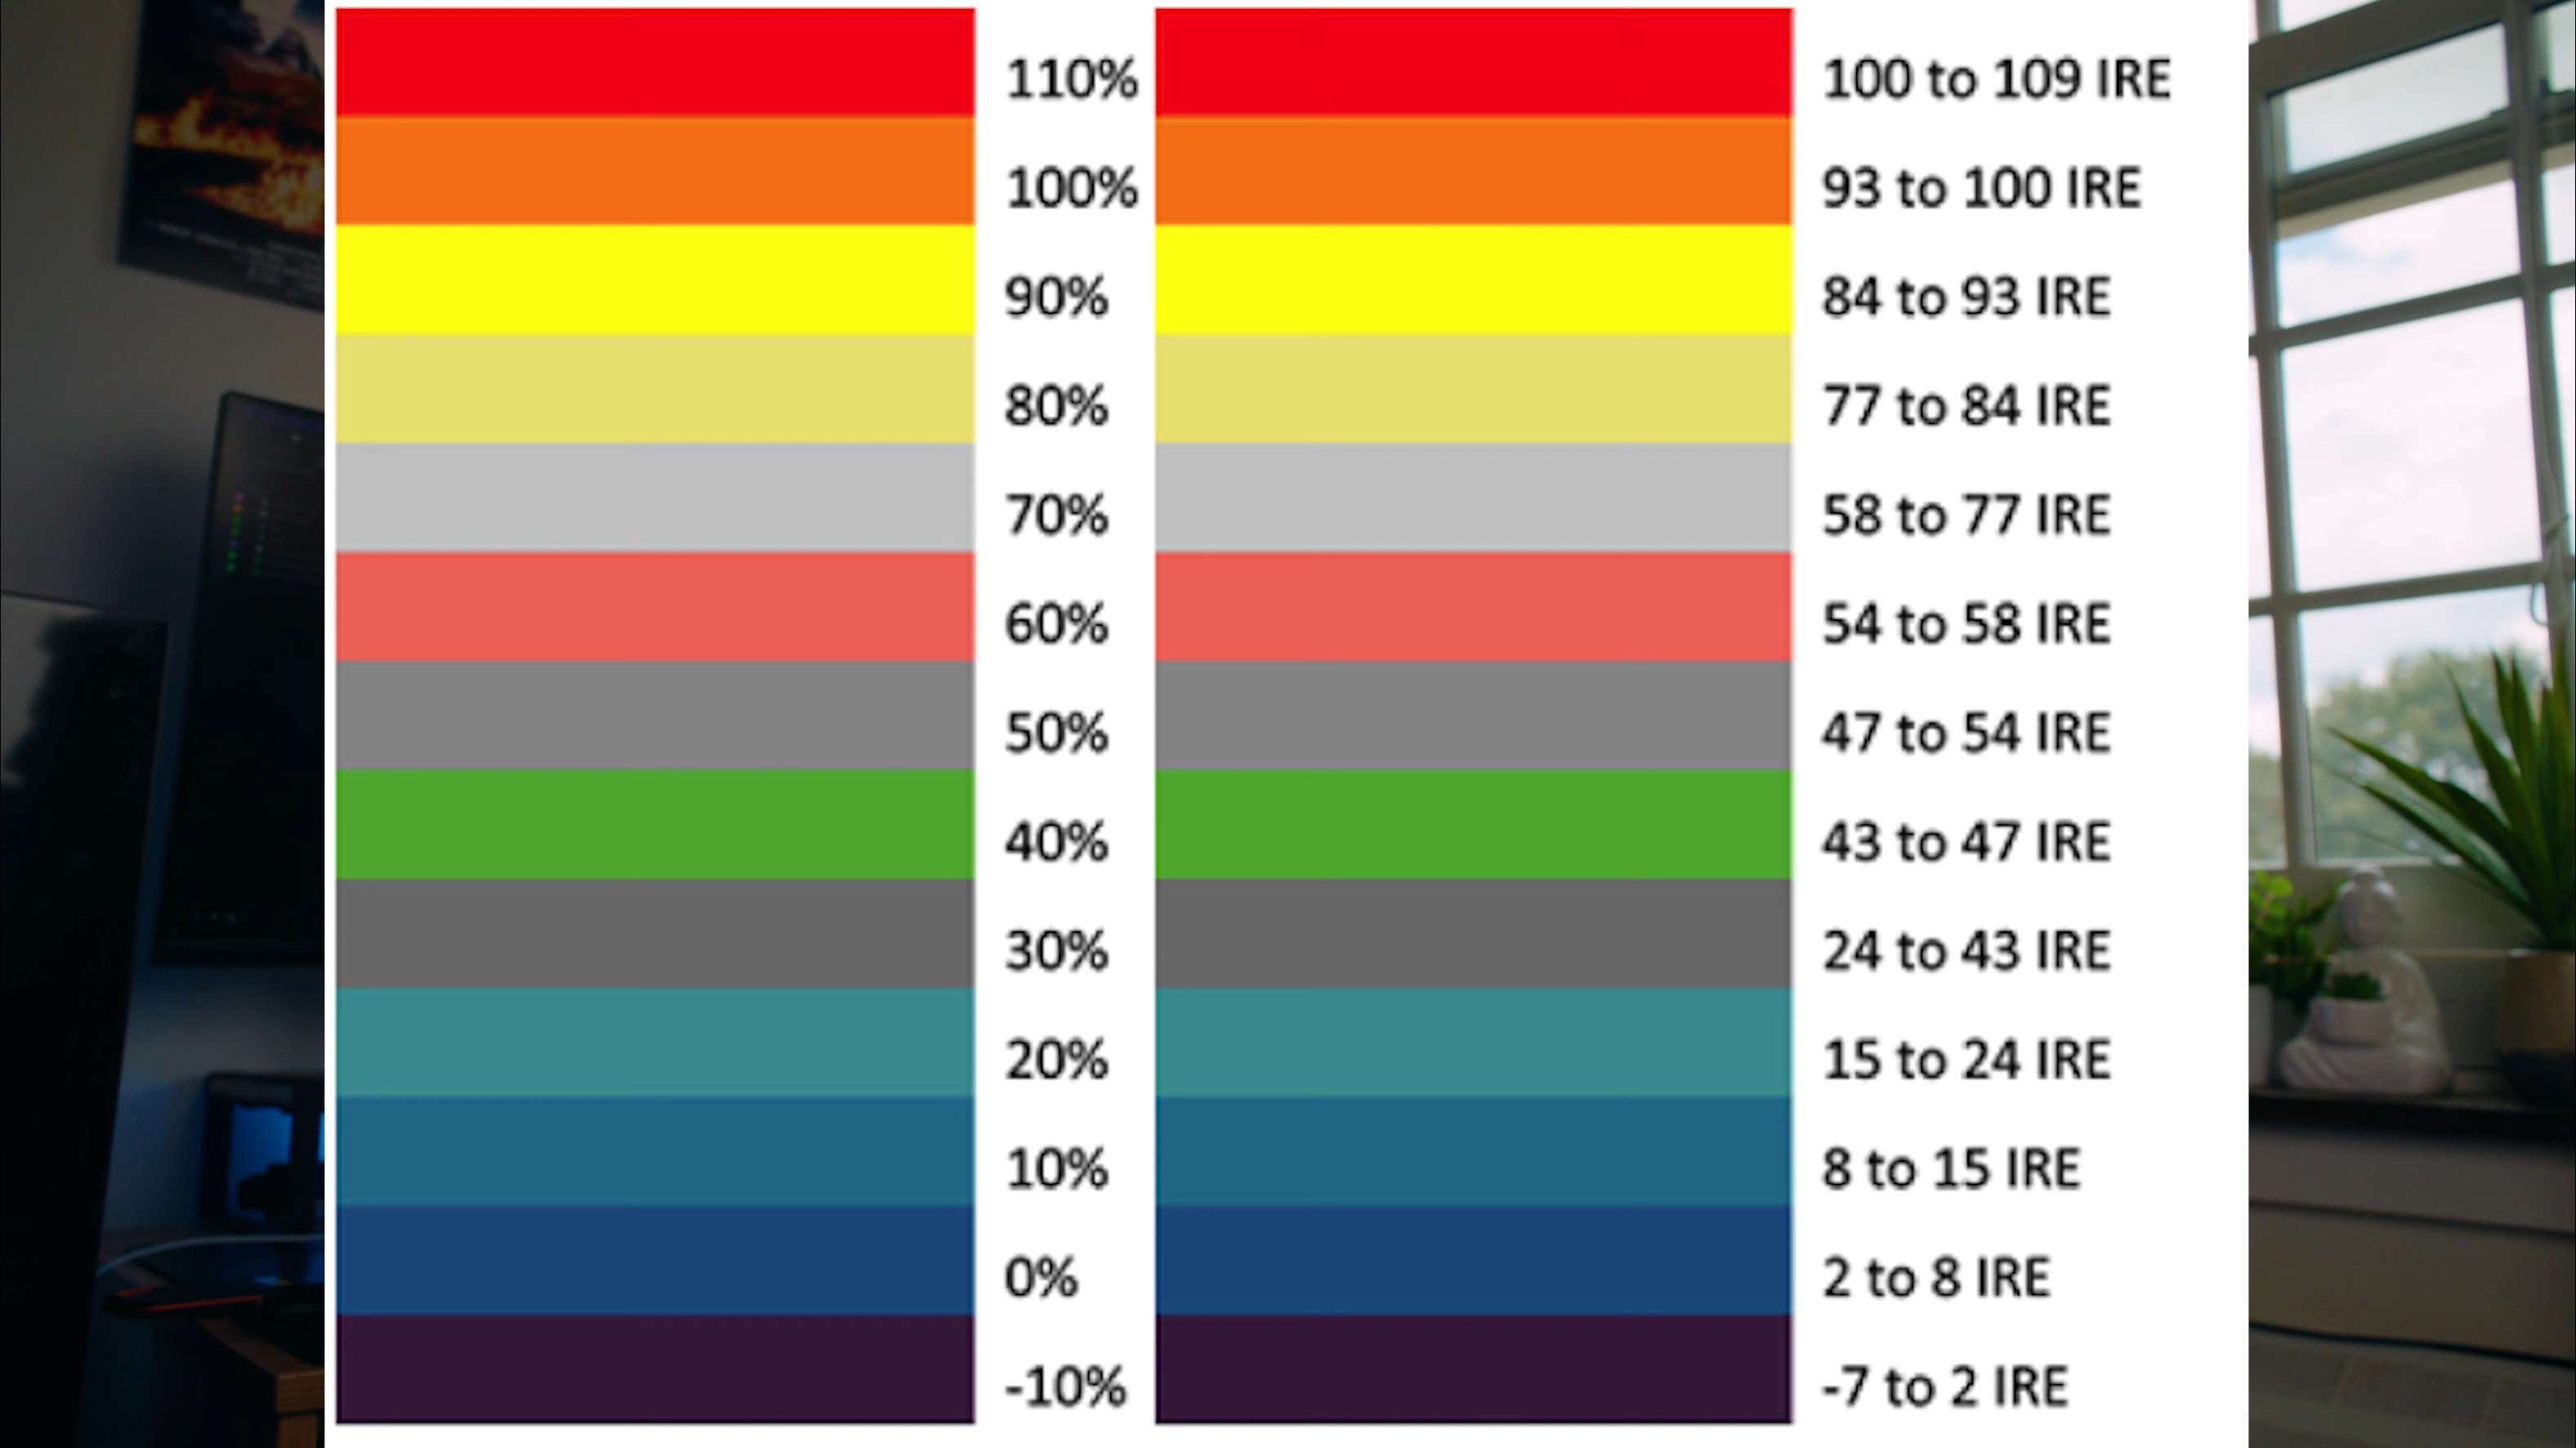 110% 100 to 109 IRE
100% 93 to 100 IRE
90% 84 to 93 IRE
80% 77 to 84 IRE
70% 58 to 77 IRE
60% 54 to 58 IRE
50% 47 to 54 IRE
40% 43 to 47 IRE
30% 24 to 43 IRE
20% 15 to 24 IRE
10% 8 to 15 IRE
0% 2 to 8 IRE
-10% -7 to 2 IRE